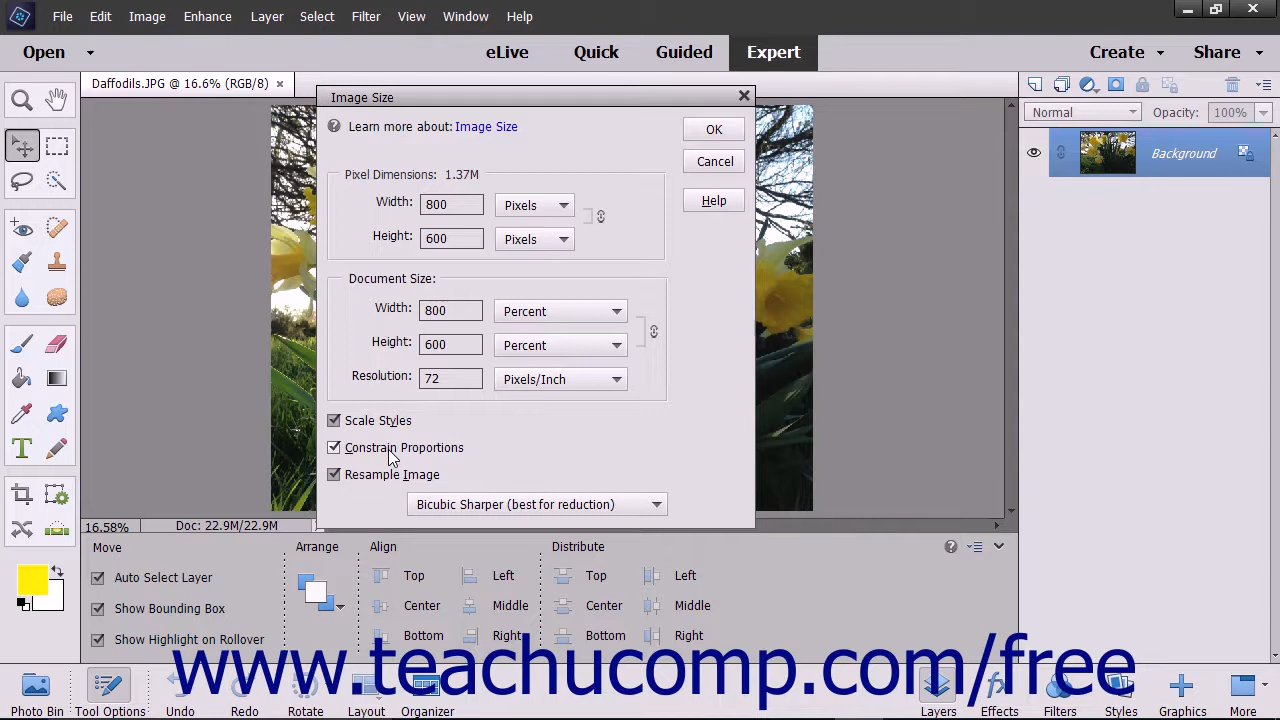 File Edit Image Enhance Layer Select Filter View Window Help
Open eLive Quick Guided Expert Create Share
Daffodils.JPG @ 16.6% (RGB/8) ×
Normal Opacity: 100%
Background
Image Size
Learn more about: Image Size
OK
Cancel
Help
Pixel Dimensions: 1.37M
Width: 800 Pixels
Height: 600 Pixels
Document Size:
Width: 800 Percent
Height: 600 Percent
Resolution: 72 Pixels/Inch
Scale Styles
Constrain Proportions
Resample Image
Bicubic Sharper (best for reduction)
16.58% Doc: 22.9M/22.9M
Move Arrange Align Distribute
Auto Select Layer Top Left Top Left
Show Bounding Box Center Middle Center Middle
Show Highlight on Rollover Bottom Right Bottom Right
www.teachucomp.com/free
Photo Bin Tool Options Undo Redo Rotate Layout Organizer Layers Effects Filters Styles Graphics More